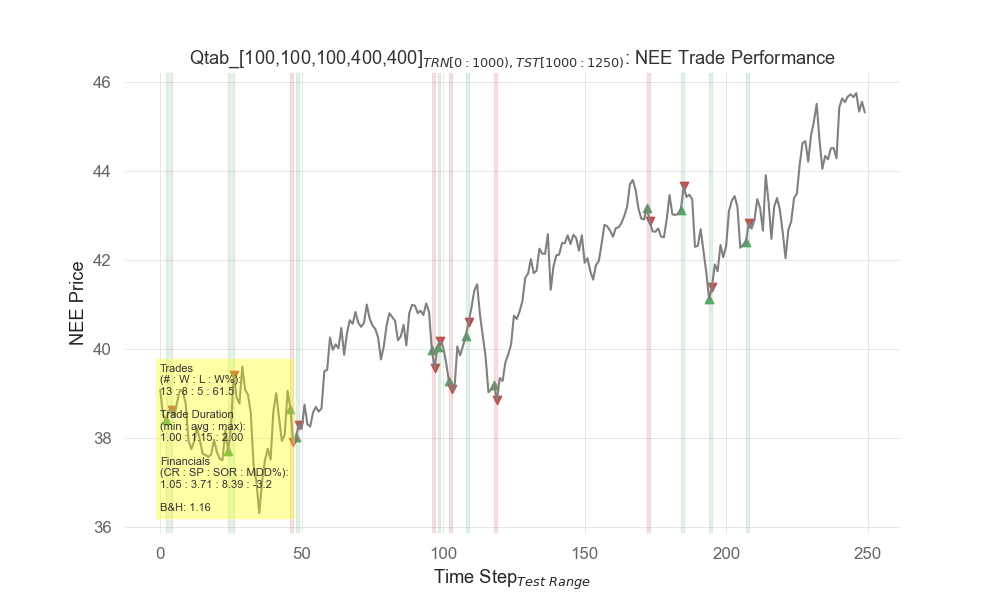 Qtab_[100,100,100,400,400]TRN[0 : 1000), TST[1000 : 1250): NEE Trade Performance
46
44
42
40
38
36
NEE Price
Trades
(# : W : L : W%):
13 : 8 : 5 : 61.5
Trade Duration
(min : avg : max):
1.00 : 1.15 : 2.00
Financials
(CR : SP : SOR : MDD%):
1.05 : 3.71 : 8.39 : -3.2
B&H: 1.16
0 50 100 150 200 250
Time Step Test Range